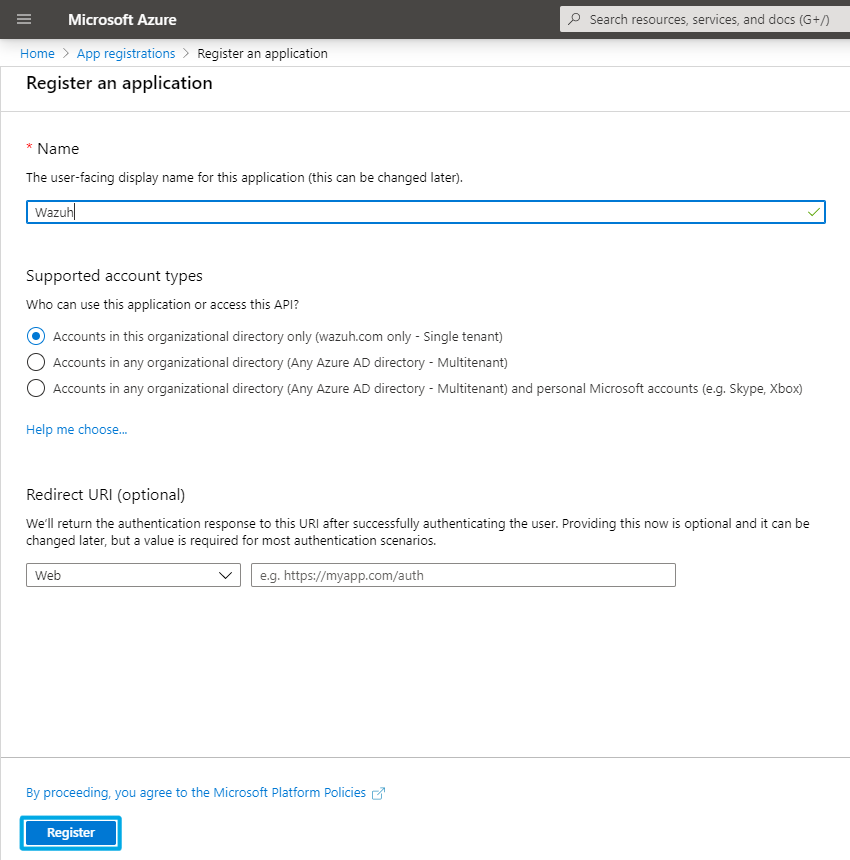 Microsoft Azure
Search resources, services, and docs (G+/)
Home > App registrations > Register an application
Register an application
* Name
The user-facing display name for this application (this can be changed later).
Wazuh
Supported account types
Who can use this application or access this API?
Accounts in this organizational directory only (wazuh.com only - Single tenant)
Accounts in any organizational directory (Any Azure AD directory - Multitenant)
Accounts in any organizational directory (Any Azure AD directory - Multitenant) and personal Microsoft accounts (e.g. Skype, Xbox)
Help me choose...
Redirect URI (optional)
We'll return the authentication response to this URI after successfully authenticating the user. Providing this now is optional and it can be
changed later, but a value is required for most authentication scenarios.
Web
e.g. https://myapp.com/auth
By proceeding, you agree to the Microsoft Platform Policies
Register